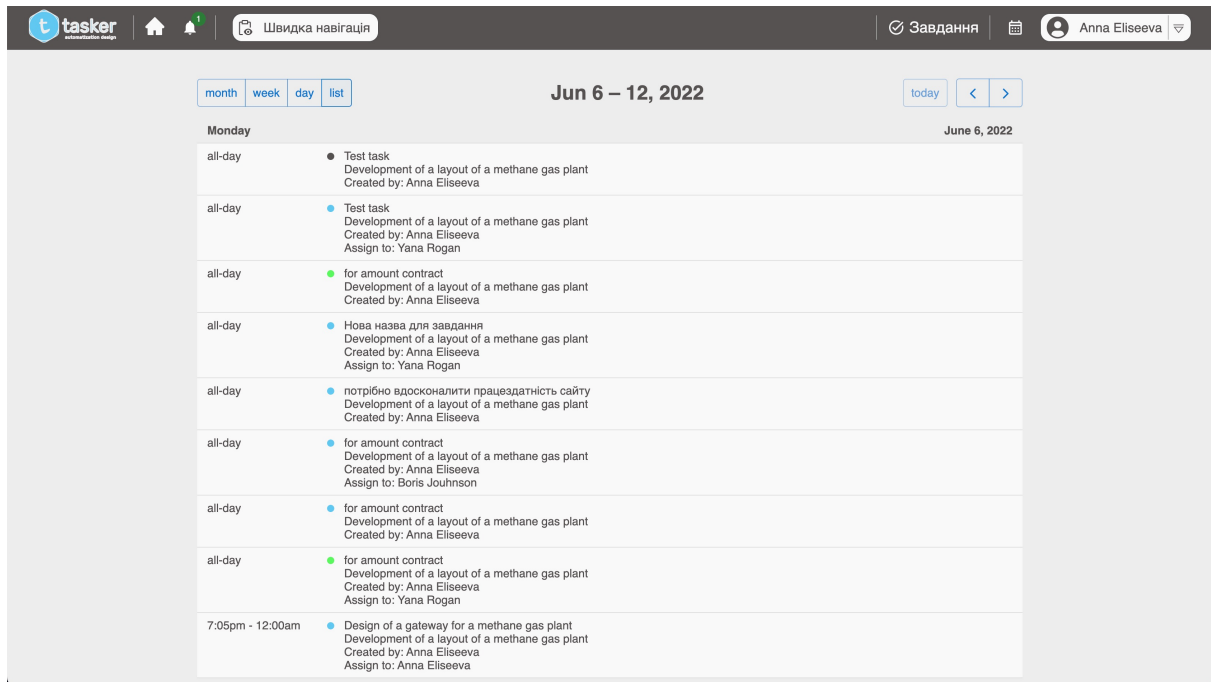 tasker
automatization design
1
Швидка навігація
Завдання
Anna Eliseeva
month week day list
Jun 6 – 12, 2022
today
Monday June 6, 2022
all-day Test task
Development of a layout of a methane gas plant
Created by: Anna Eliseeva
all-day Test task
Development of a layout of a methane gas plant
Created by: Anna Eliseeva
Assign to: Yana Rogan
all-day for amount contract
Development of a layout of a methane gas plant
Created by: Anna Eliseeva
all-day Нова назва для завдання
Development of a layout of a methane gas plant
Created by: Anna Eliseeva
Assign to: Yana Rogan
all-day потрібно вдосконалити працездатність сайту
Development of a layout of a methane gas plant
Created by: Anna Eliseeva
all-day for amount contract
Development of a layout of a methane gas plant
Created by: Anna Eliseeva
Assign to: Boris Jouhnson
all-day for amount contract
Development of a layout of a methane gas plant
Created by: Anna Eliseeva
all-day for amount contract
Development of a layout of a methane gas plant
Created by: Anna Eliseeva
Assign to: Yana Rogan
7:05pm - 12:00am Design of a gateway for a methane gas plant
Development of a layout of a methane gas plant
Created by: Anna Eliseeva
Assign to: Anna Eliseeva